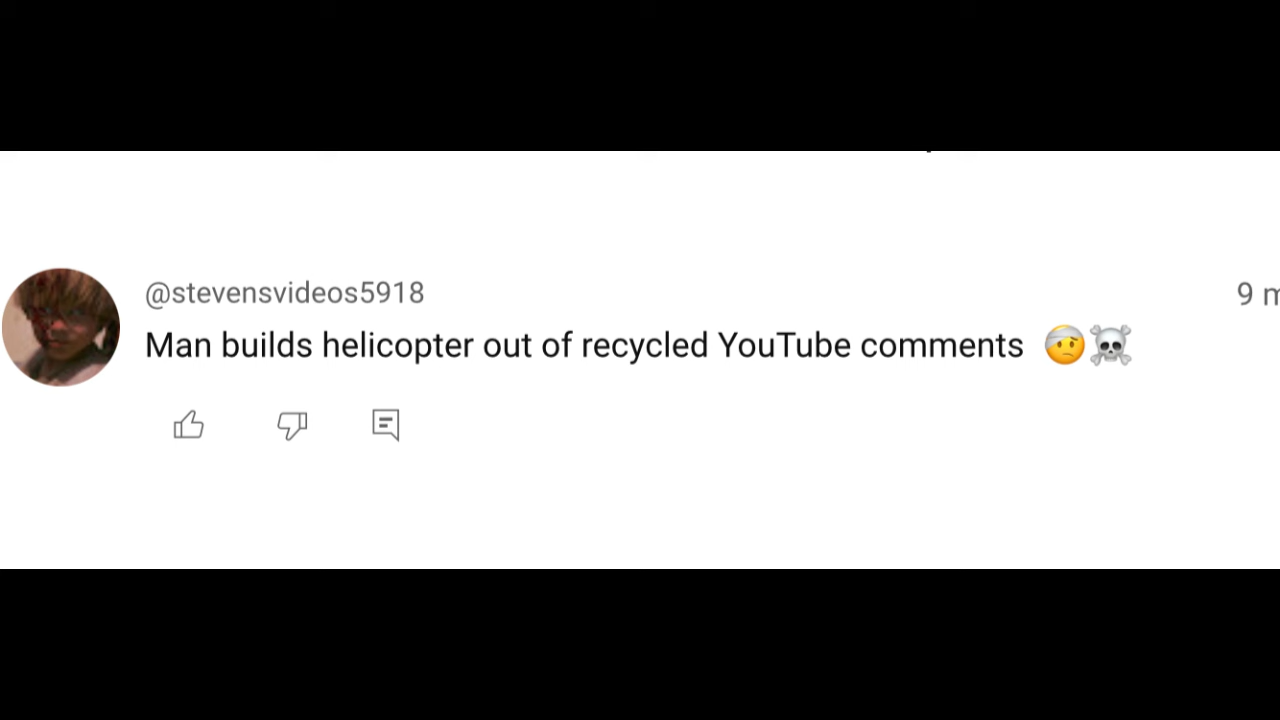 @stevensvideos5918
9 m
Man builds helicopter out of recycled YouTube comments 🤕☠️